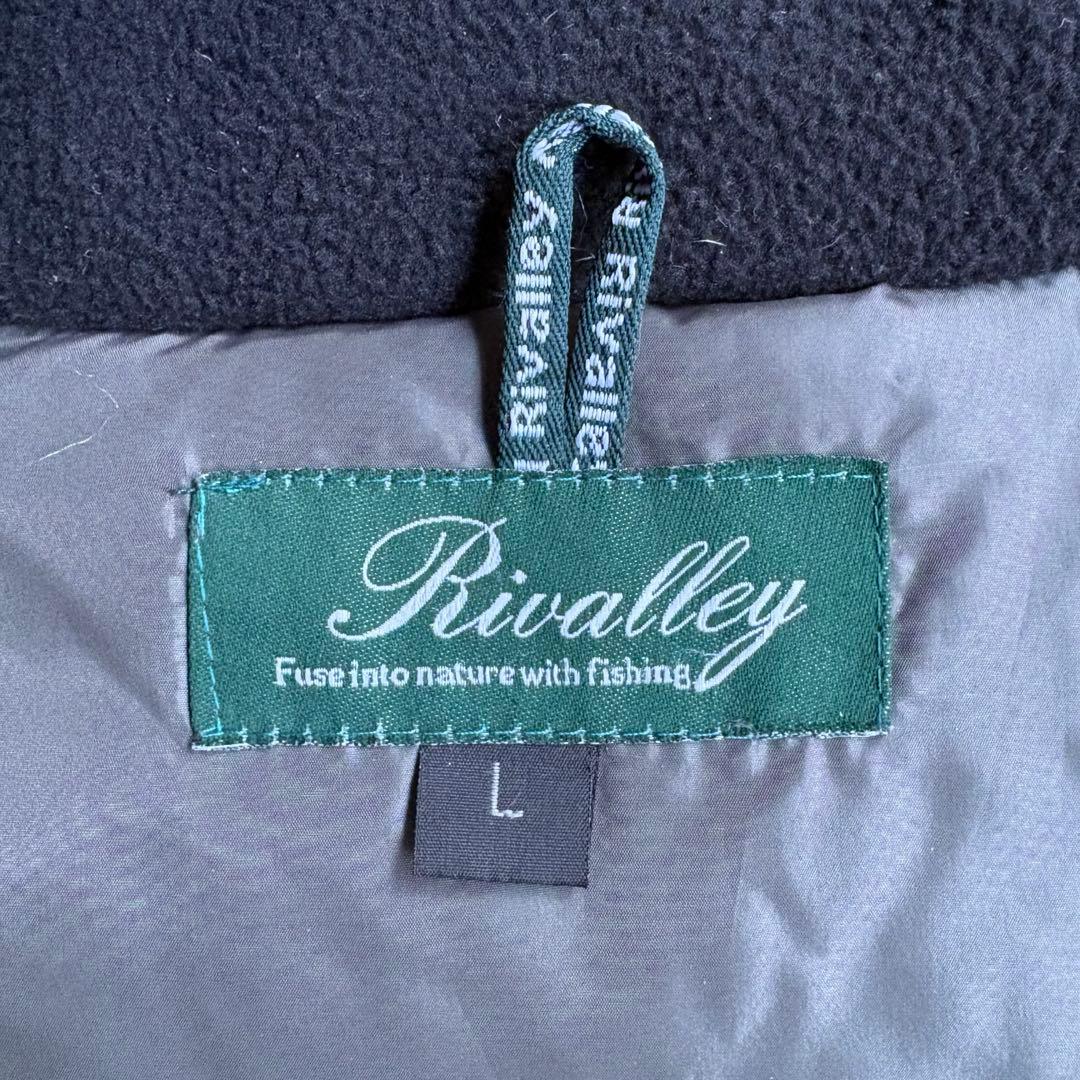 Rivalley
Rivalley R
Rivalley
Fuse into nature with fishing.
L